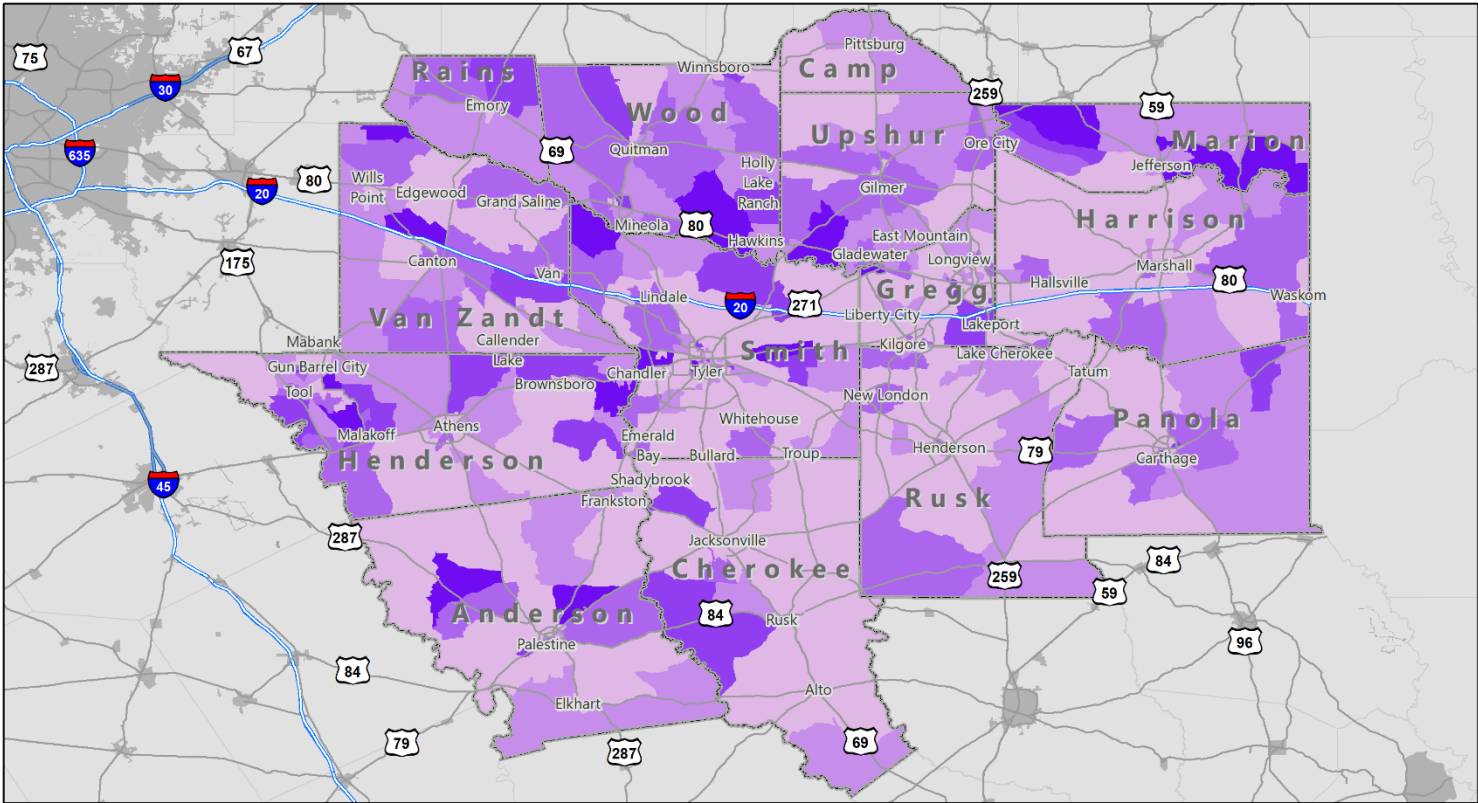 Pittsburg
67
75
Rains
Winnsboro
Camp
30
259
59
Emory
Wood
Upshur
Marion
Ore City
635
69
Quitman
Jefferson
80
Wills
Point
Edgewood
Holly
Lake
Ranch
Gilmer
20
Grand Saline
Harrison
Mineola
80
Hawkins
East Mountain
Gladewater
Longview
175
Canton
Van
Marshall
Lindale
20
271
Gregg
Hallsville
80
Waskom
Van Zandt
Liberty City
Lakeport
Mabank
Callender
Lake
Smith
Kilgore
Lake Cherokee
287
Gun Barrel City
Tool
Brownsboro
Chandler
Tyler
Tatum
New London
Whitehouse
Panola
Malakoff
Athens
Emerald
Bay
Henderson
Henderson
Bullard
Troup
79
Carthage
45
Shadybrook
Frankston
Rusk
287
Jacksonville
Cherokee
84
259
59
Anderson
84
Rusk
96
Palestine
84
Alto
Elkhart
79
287
69